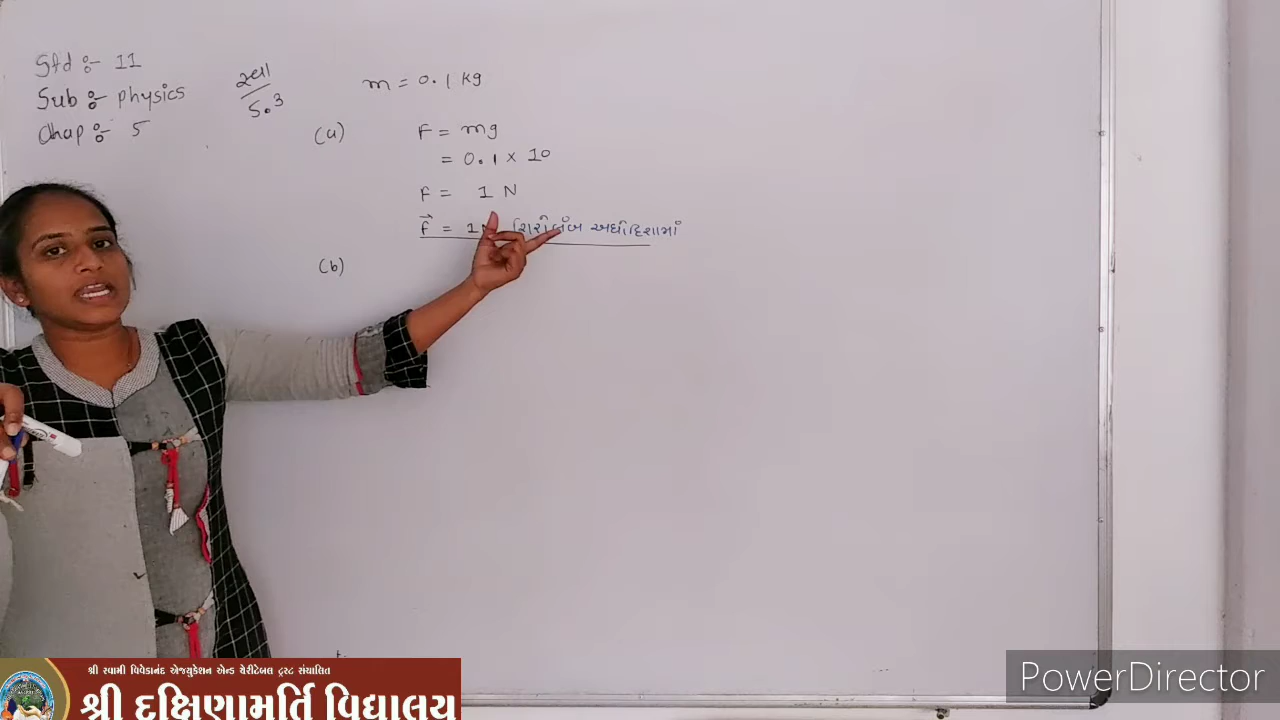 Std :- 11
Sub :- physics
Chap :- 5
સ્વા
5.3
m = 0.1 kg
(a) F = mg
= 0.1 × 10
F = 1 N
F⃗ = 1N શિરોલંબ અધોદિશામાં
(b)
શ્રી સ્વામી વિવેકાનંદ એજ્યુકેશન એન્ડ ચેરીટેબલ ટ્રસ્ટ સંચાલિત
શ્રી દક્ષિણામૂર્તિ વિદ્યાલય
PowerDirector